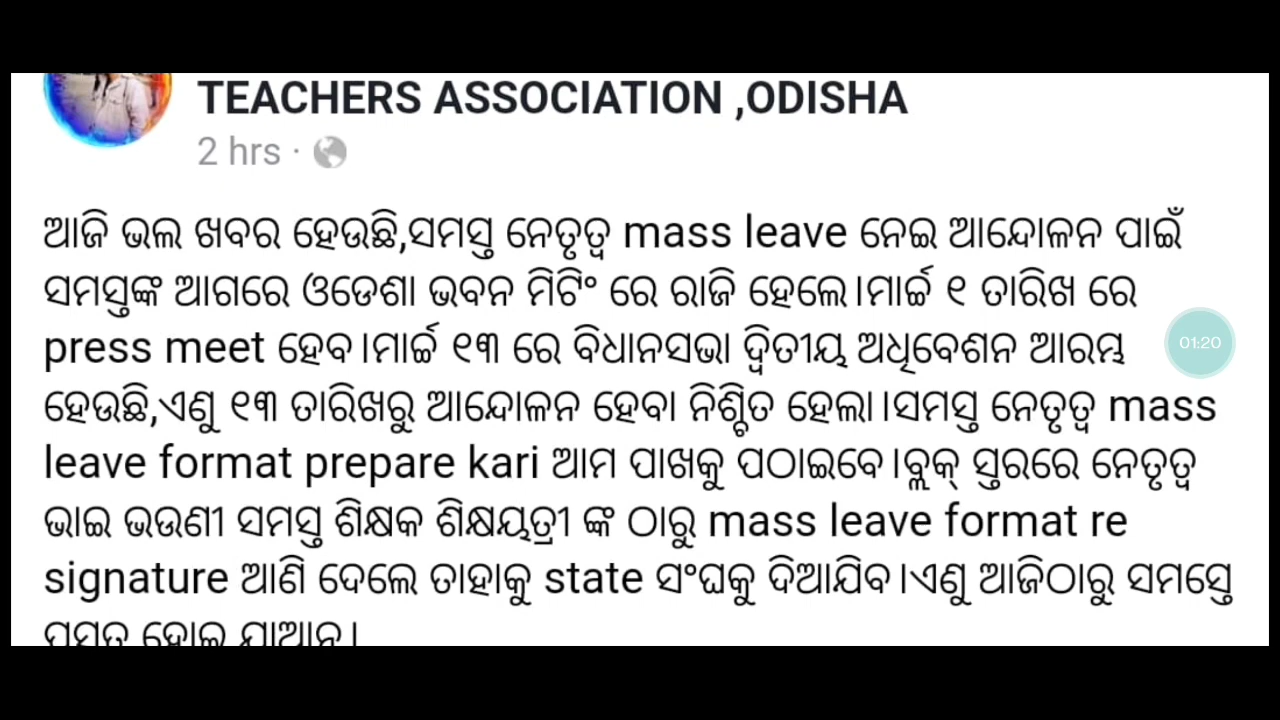 TEACHERS ASSOCIATION ,ODISHA
2 hrs ·
ଆଜି ଭଲ ଖବର ହେଉଛି,ସମସ୍ତ ନେତୃତ୍ୱ mass leave ନେଇ ଆନ୍ଦୋଳନ ପାଇଁ
ସମସ୍ତଙ୍କ ଆଗରେ ଓଡେଶା ଭବନ ମିଟିଂ ରେ ରାଜି ହେଲେ।ମାର୍ଚ୍ଚ ୧ ତାରିଖ ରେ
press meet ହେବ।ମାର୍ଚ୍ଚ ୧୩ ରେ ବିଧାନସଭା ଦ୍ୱିତୀୟ ଅଧିବେଶନ ଆରମ୍ଭ
01:20
ହେଉଛି,ଏଣୁ ୧୩ ତାରିଖରୁ ଆନ୍ଦୋଳନ ହେବା ନିଶ୍ଚିତ ହେଲା।ସମସ୍ତ ନେତୃତ୍ୱ mass
leave format prepare kari ଆମ ପାଖକୁ ପଠାଇବେ।ବ୍ଲକ୍ ସ୍ତରରେ ନେତୃତ୍ୱ
ଭାଇ ଭଉଣୀ ସମସ୍ତ ଶିକ୍ଷକ ଶିକ୍ଷୟତ୍ରୀ ଙ୍କ ଠାରୁ mass leave format re
signature ଆଣି ଦେଲେ ତାହାକୁ state ସଂଘକୁ ଦିଆଯିବ।ଏଣୁ ଆଜିଠାରୁ ସମସ୍ତେ
ହୋଇ ଯାଆନ୍ତୁ।